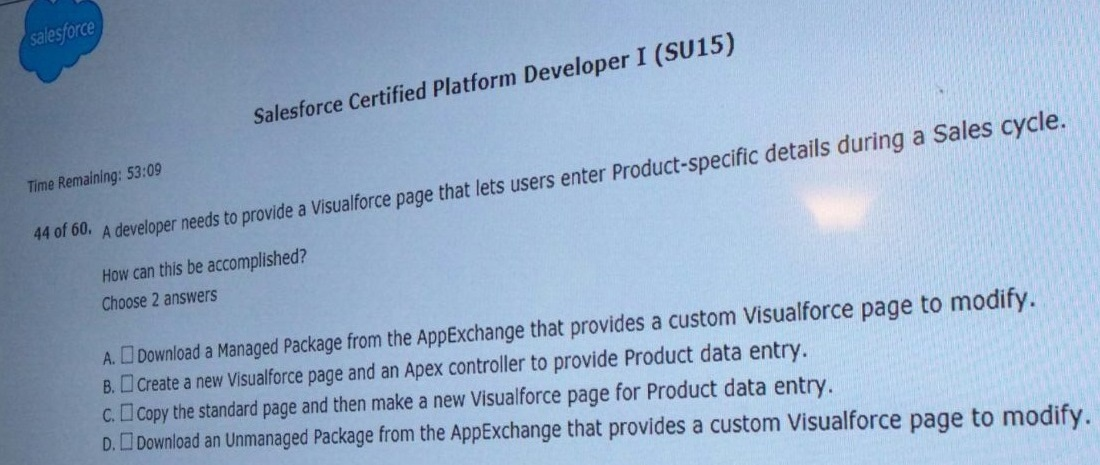 salesforce
Salesforce Certified Platform Developer I (SU15)
Time Remaining: 53:09
44 of 60. A developer needs to provide a Visualforce page that lets users enter Product-specific details during a Sales cycle.
How can this be accomplished?
Choose 2 answers
A. Download a Managed Package from the AppExchange that provides a custom Visualforce page to modify.
B. Create a new Visualforce page and an Apex controller to provide Product data entry.
C. Copy the standard page and then make a new Visualforce page for Product data entry.
D. Download an Unmanaged Package from the AppExchange that provides a custom Visualforce page to modify.